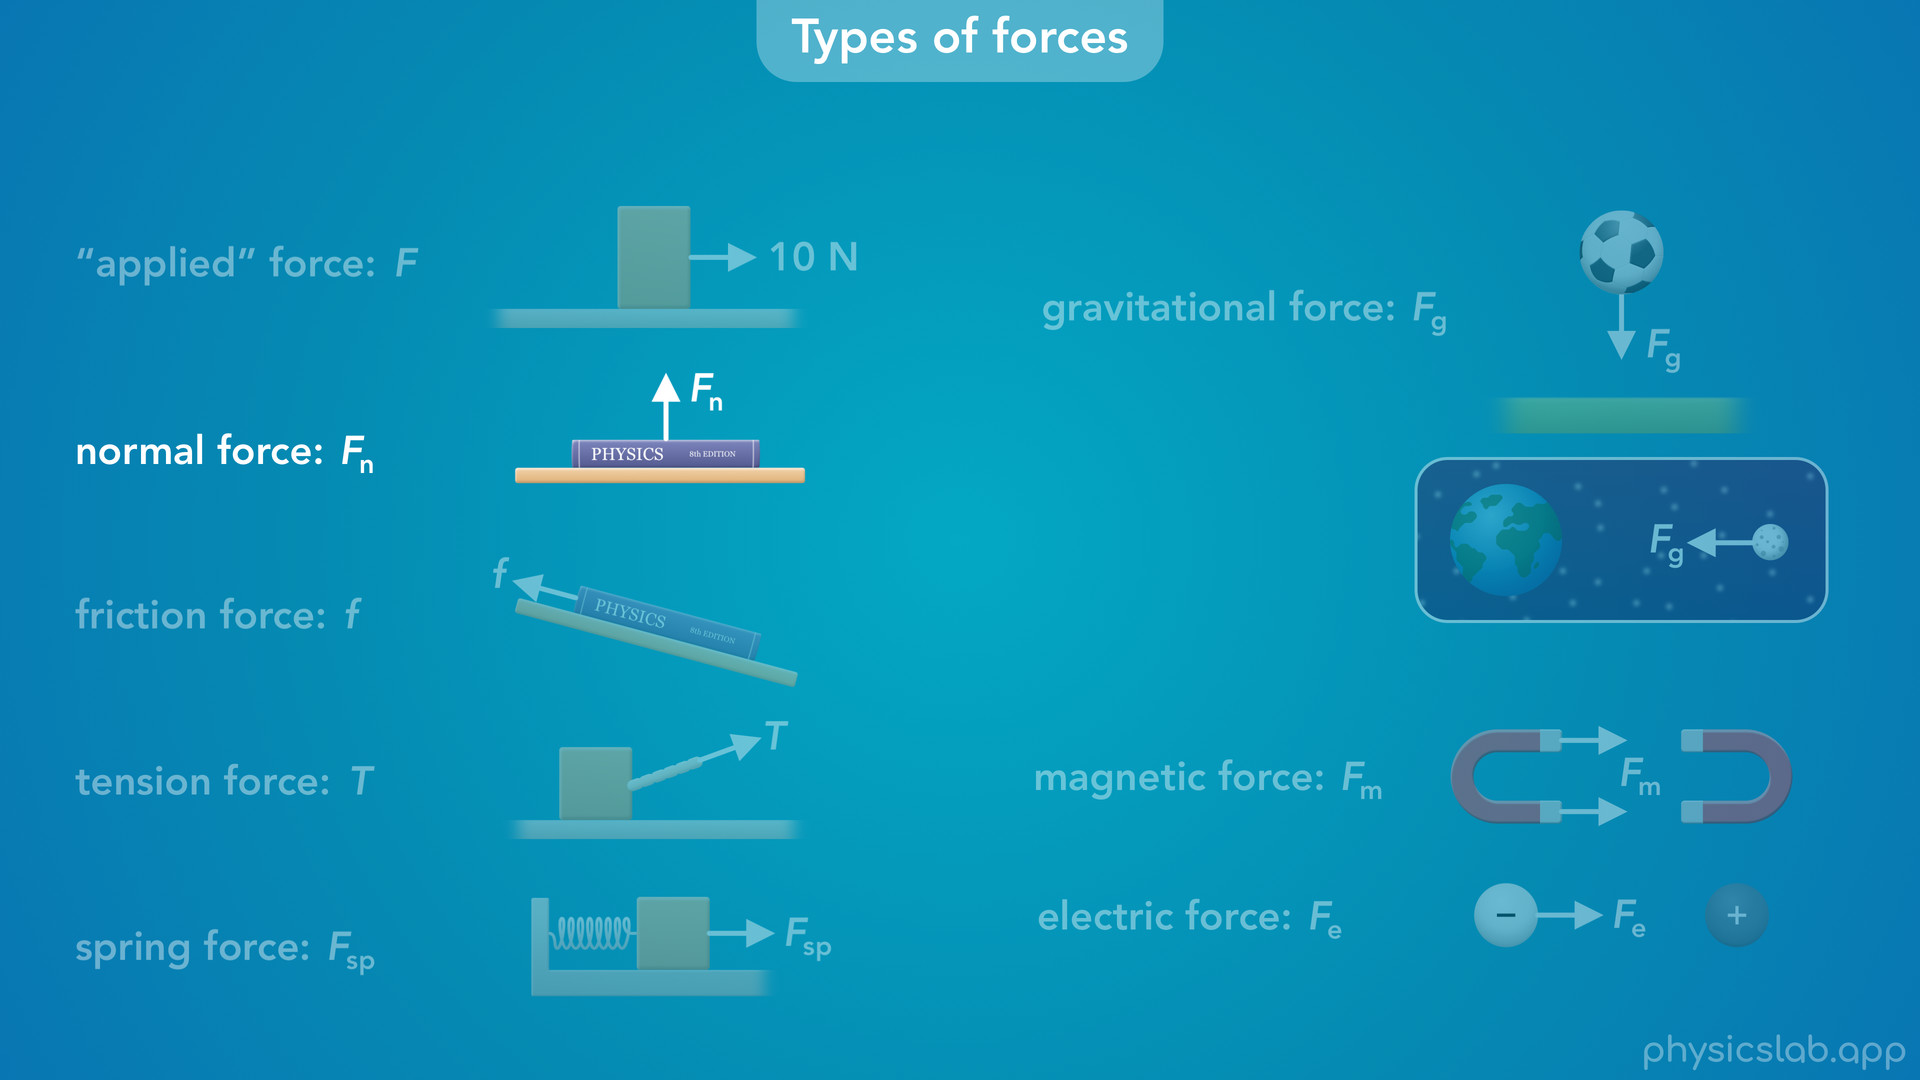 Types of forces
“applied” force: F
10 N
normal force: Fn
Fn
PHYSICS 8th EDITION
friction force: f
f
PHYSICS 8th EDITION
tension force: T
T
spring force: Fsp
Fsp
gravitational force: Fg
Fg
Fg
magnetic force: Fm
Fm
electric force: Fe
− Fe +
physicslab.app